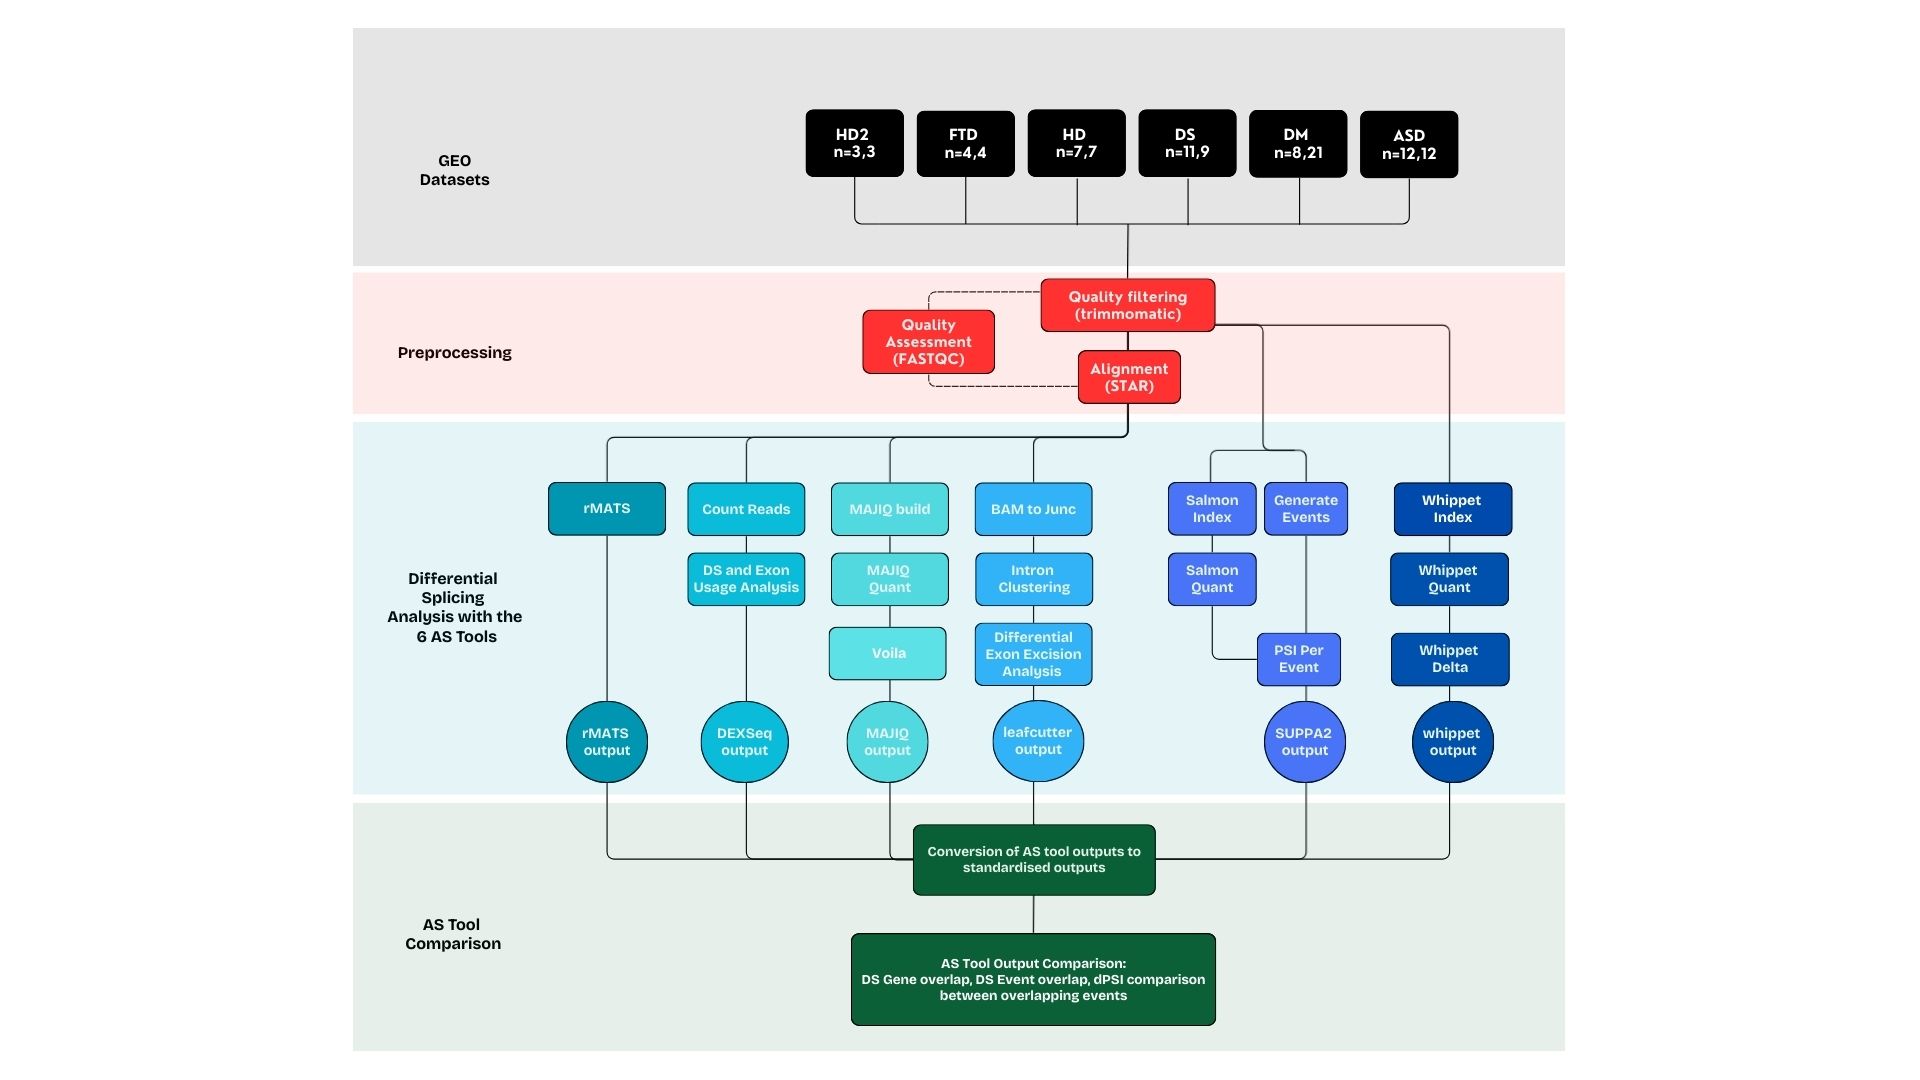 HD2
n=3,3
FTD
n=4,4
HD
n=7,7
DS
n=11,9
DM
n=8,21
ASD
n=12,12
GEO
Datasets
Quality filtering
(trimmomatic)
Quality
Assessment
(FASTQC)
Preprocessing
Alignment
(STAR)
rMATS
Count Reads
MAJIQ build
BAM to Junc
Salmon
Index
Generate
Events
Whippet
Index
DS and Exon
Usage Analysis
MAJIQ
Quant
Intron
Clustering
Salmon
Quant
Whippet
Quant
Differential
Splicing
Analysis with the
6 AS Tools
Voila
Differential
Exon Excision
Analysis
PSI Per
Event
Whippet
Delta
rMATS
output
DEXSeq
output
MAJIQ
output
leafcutter
output
SUPPA2
output
whippet
output
Conversion of AS tool outputs to
standardised outputs
AS Tool
Comparison
AS Tool Output Comparison:
DS Gene overlap, DS Event overlap, dPSI comparison
between overlapping events